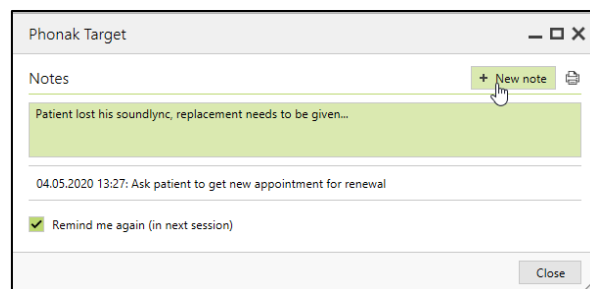 Phonak Target
Notes
+ New note
Patient lost his soundlync, replacement needs to be given...
04.05.2020 13:27: Ask patient to get new appointment for renewal
Remind me again (in next session)
Close